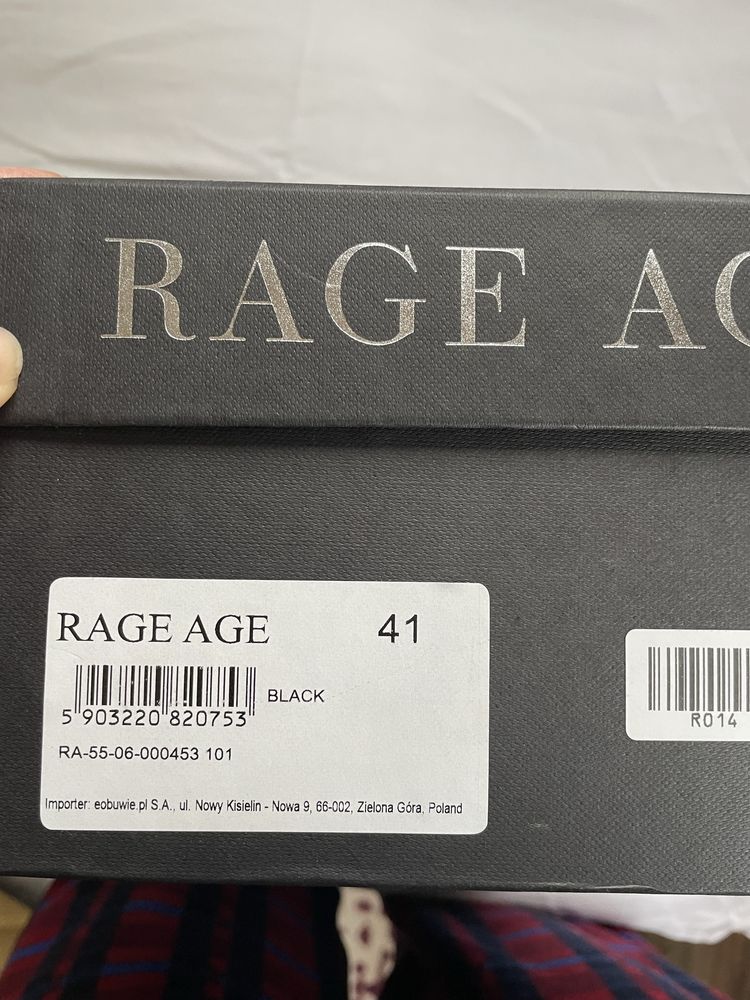 RAGE AG
RAGE AGE 41
BLACK
5 903220 820753
RA-55-06-000453 101
Importer: eobuwie.pl S.A., ul. Nowy Kisielin - Nowa 9, 66-002, Zielona Góra, Poland
R014